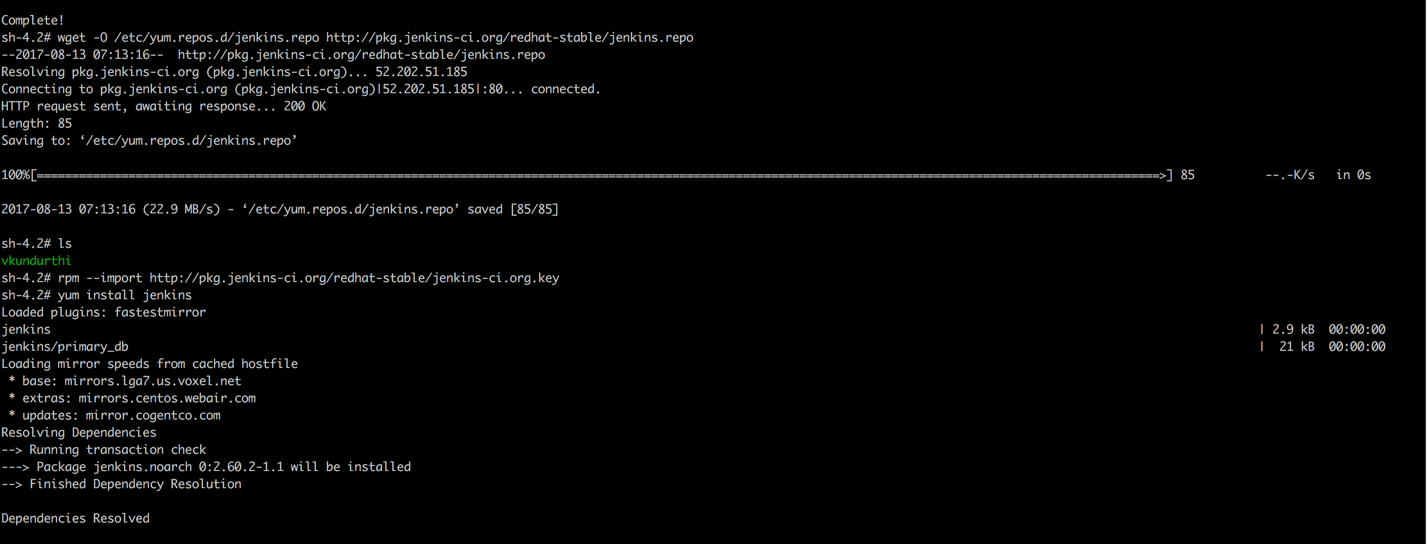 Complete!
sh-4.2# wget -O /etc/yum.repos.d/jenkins.repo http://pkg.jenkins-ci.org/redhat-stable/jenkins.repo
--2017-08-13 07:13:16--  http://pkg.jenkins-ci.org/redhat-stable/jenkins.repo
Resolving pkg.jenkins-ci.org (pkg.jenkins-ci.org)... 52.202.51.185
Connecting to pkg.jenkins-ci.org (pkg.jenkins-ci.org)|52.202.51.185|:80... connected.
HTTP request sent, awaiting response... 200 OK
Length: 85
Saving to: ‘/etc/yum.repos.d/jenkins.repo’
100%[===============================================================================================================================================================>] 85          --.-K/s   in 0s
2017-08-13 07:13:16 (22.9 MB/s) - ‘/etc/yum.repos.d/jenkins.repo’ saved [85/85]
sh-4.2# ls
vkundurthi
sh-4.2# rpm --import http://pkg.jenkins-ci.org/redhat-stable/jenkins-ci.org.key
sh-4.2# yum install jenkins
Loaded plugins: fastestmirror
jenkins | 2.9 kB  00:00:00
jenkins/primary_db |  21 kB  00:00:00
Loading mirror speeds from cached hostfile
 * base: mirrors.lga7.us.voxel.net
 * extras: mirrors.centos.webair.com
 * updates: mirror.cogentco.com
Resolving Dependencies
--> Running transaction check
---> Package jenkins.noarch 0:2.60.2-1.1 will be installed
--> Finished Dependency Resolution
Dependencies Resolved